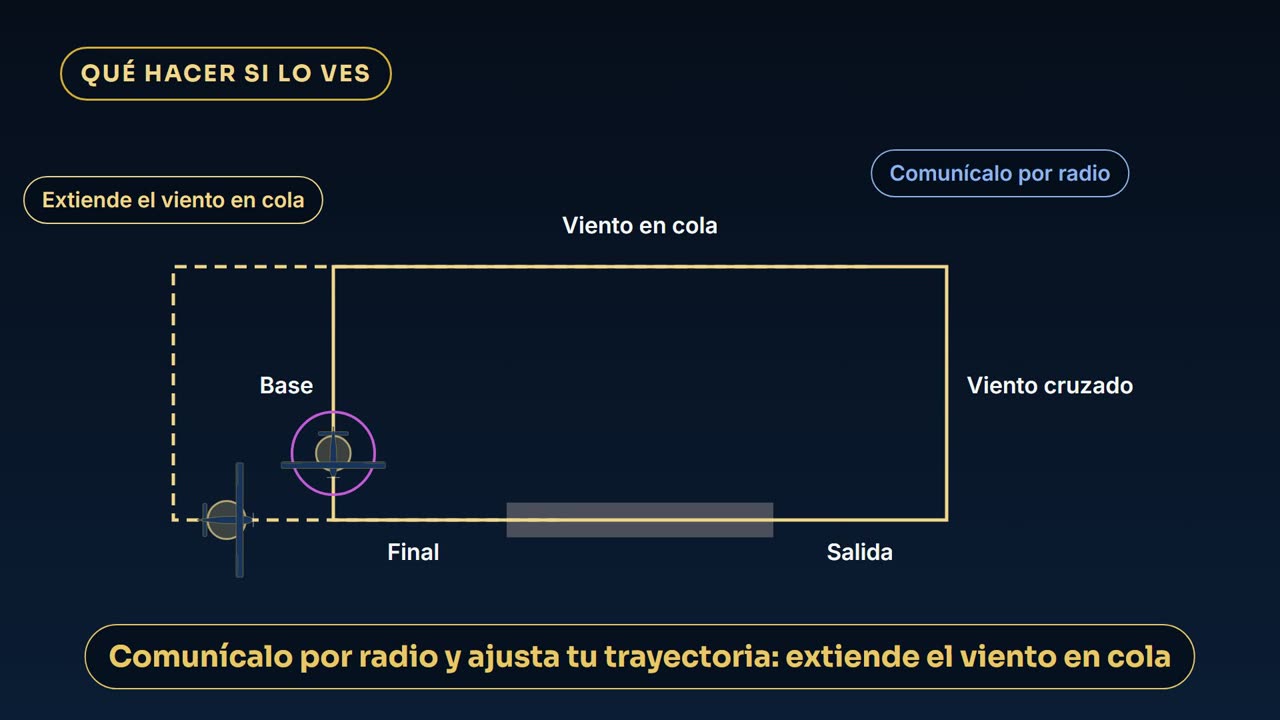 QUÉ HACER SI LO VES
Comunícalo por radio
Extiende el viento en cola
Viento en cola
Base
Viento cruzado
Final
Salida
Comunícalo por radio y ajusta tu trayectoria: extiende el viento en cola